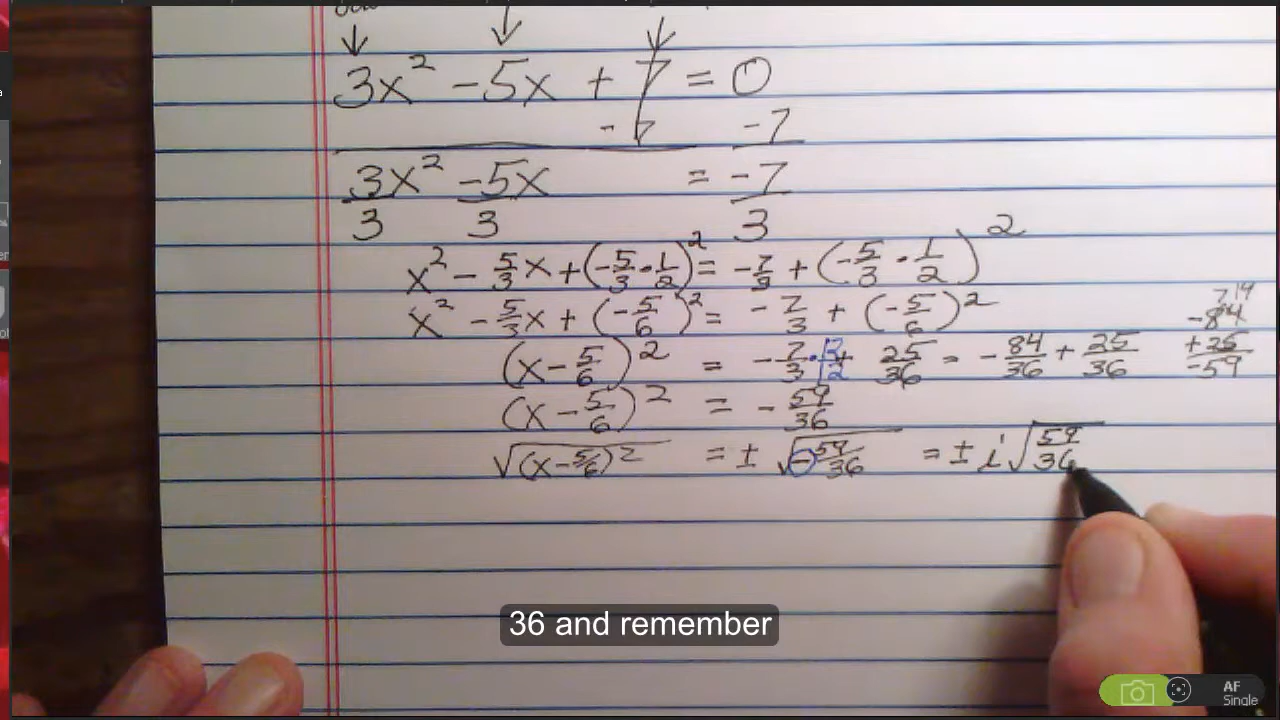 3x² - 5x + 7 = 0
- 7 -7
3x² - 5x = -7
3 3 3
x² - 5/3 x + (-5/3 · 1/2)² = -7/3 + (-5/3 · 1/2)²
x² - 5/3 x + (-5/6)² = -7/3 + (-5/6)²
(x - 5/6)² = -7/3 · 12/12 + 25/36 = -84/36 + 25/36
-84
+25
-59
(x - 5/6)² = -59/36
√(x - 5/6)² = ± √-59/36 = ± i √59/36
36 and remember
AF
Single